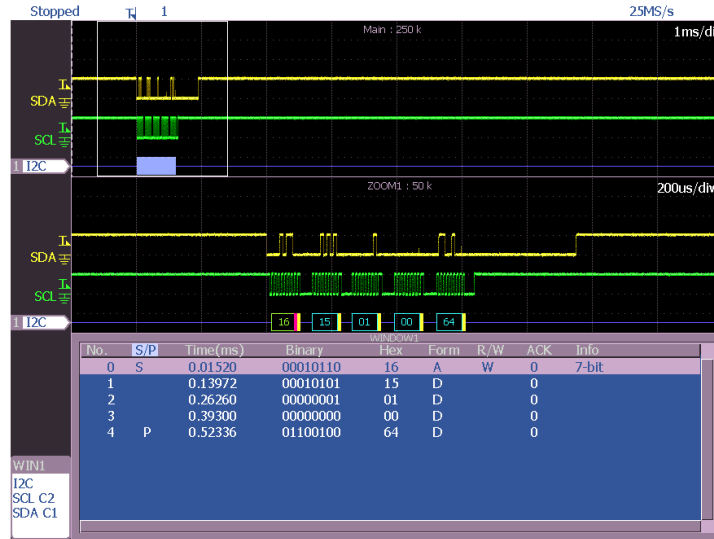 Stopped 1 25MS/s
Main : 250 k 1ms/di
SDA
SCL
1 I2C
ZOOM1 : 50 k 200us/div
SDA
SCL
1 I2C 16 15 01 00 64
WINDOW1
No. S/P Time(ms) Binary Hex Form R/W ACK Info
0 S 0.01520 00010110 16 A W 0 7-bit
1 0.13972 00010101 15 D 0
2 0.26260 00000001 01 D 0
3 0.39300 00000000 00 D 0
4 P 0.52336 01100100 64 D 0
WIN1
I2C
SCL C2
SDA C1